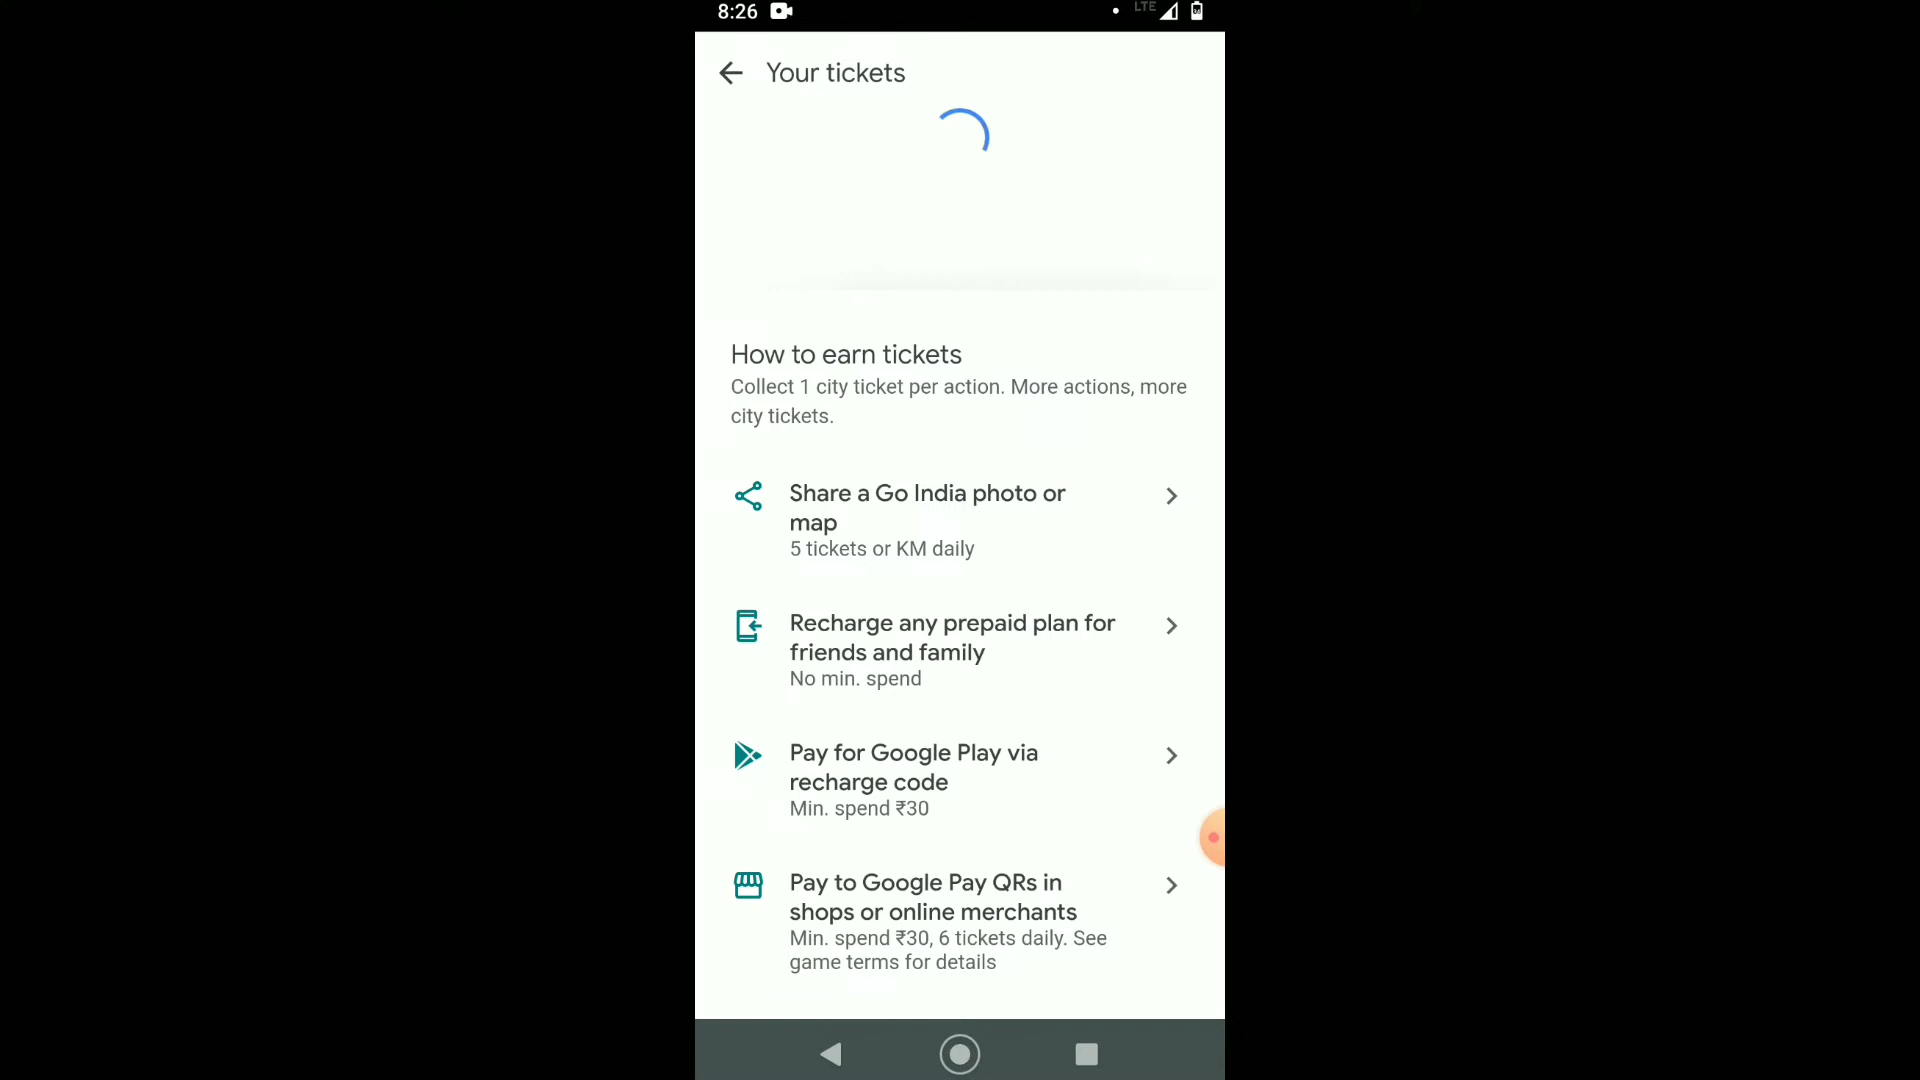 8:26
LTE
Your tickets
How to earn tickets
Collect 1 city ticket per action. More actions, more
city tickets.
Share a Go India photo or
map
5 tickets or KM daily
Recharge any prepaid plan for
friends and family
No min. spend
Pay for Google Play via
recharge code
Min. spend ₹30
Pay to Google Pay QRs in
shops or online merchants
Min. spend ₹30, 6 tickets daily. See
game terms for details